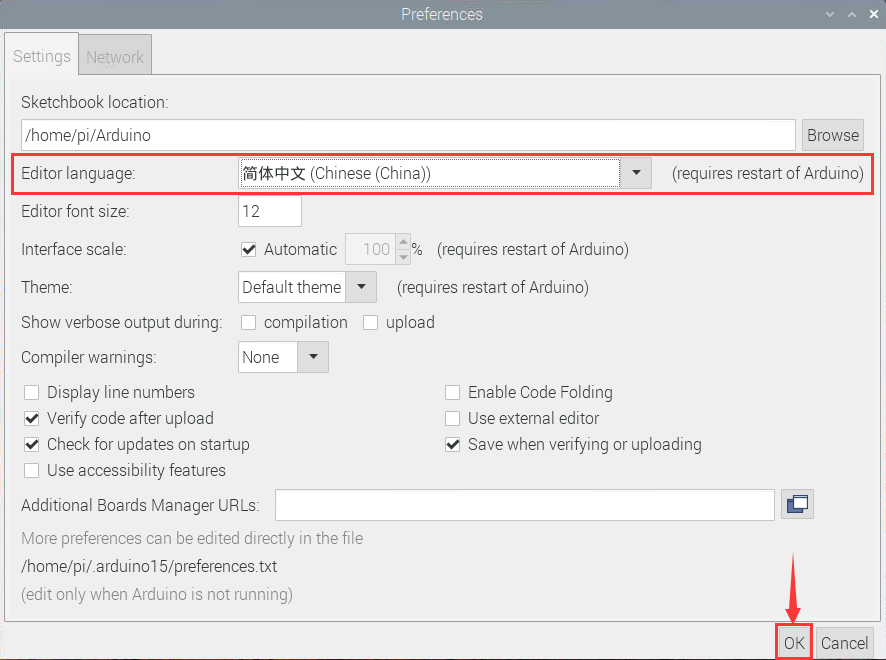 Preferences
Settings Network
Sketchbook location:
/home/pi/Arduino Browse
Editor language: 简体中文 (Chinese (China)) (requires restart of Arduino)
Editor font size: 12
Interface scale: Automatic 100 % (requires restart of Arduino)
Theme: Default theme (requires restart of Arduino)
Show verbose output during: compilation upload
Compiler warnings: None
Display line numbers Enable Code Folding
Verify code after upload Use external editor
Check for updates on startup Save when verifying or uploading
Use accessibility features
Additional Boards Manager URLs:
More preferences can be edited directly in the file
/home/pi/.arduino15/preferences.txt
(edit only when Arduino is not running)
OK Cancel